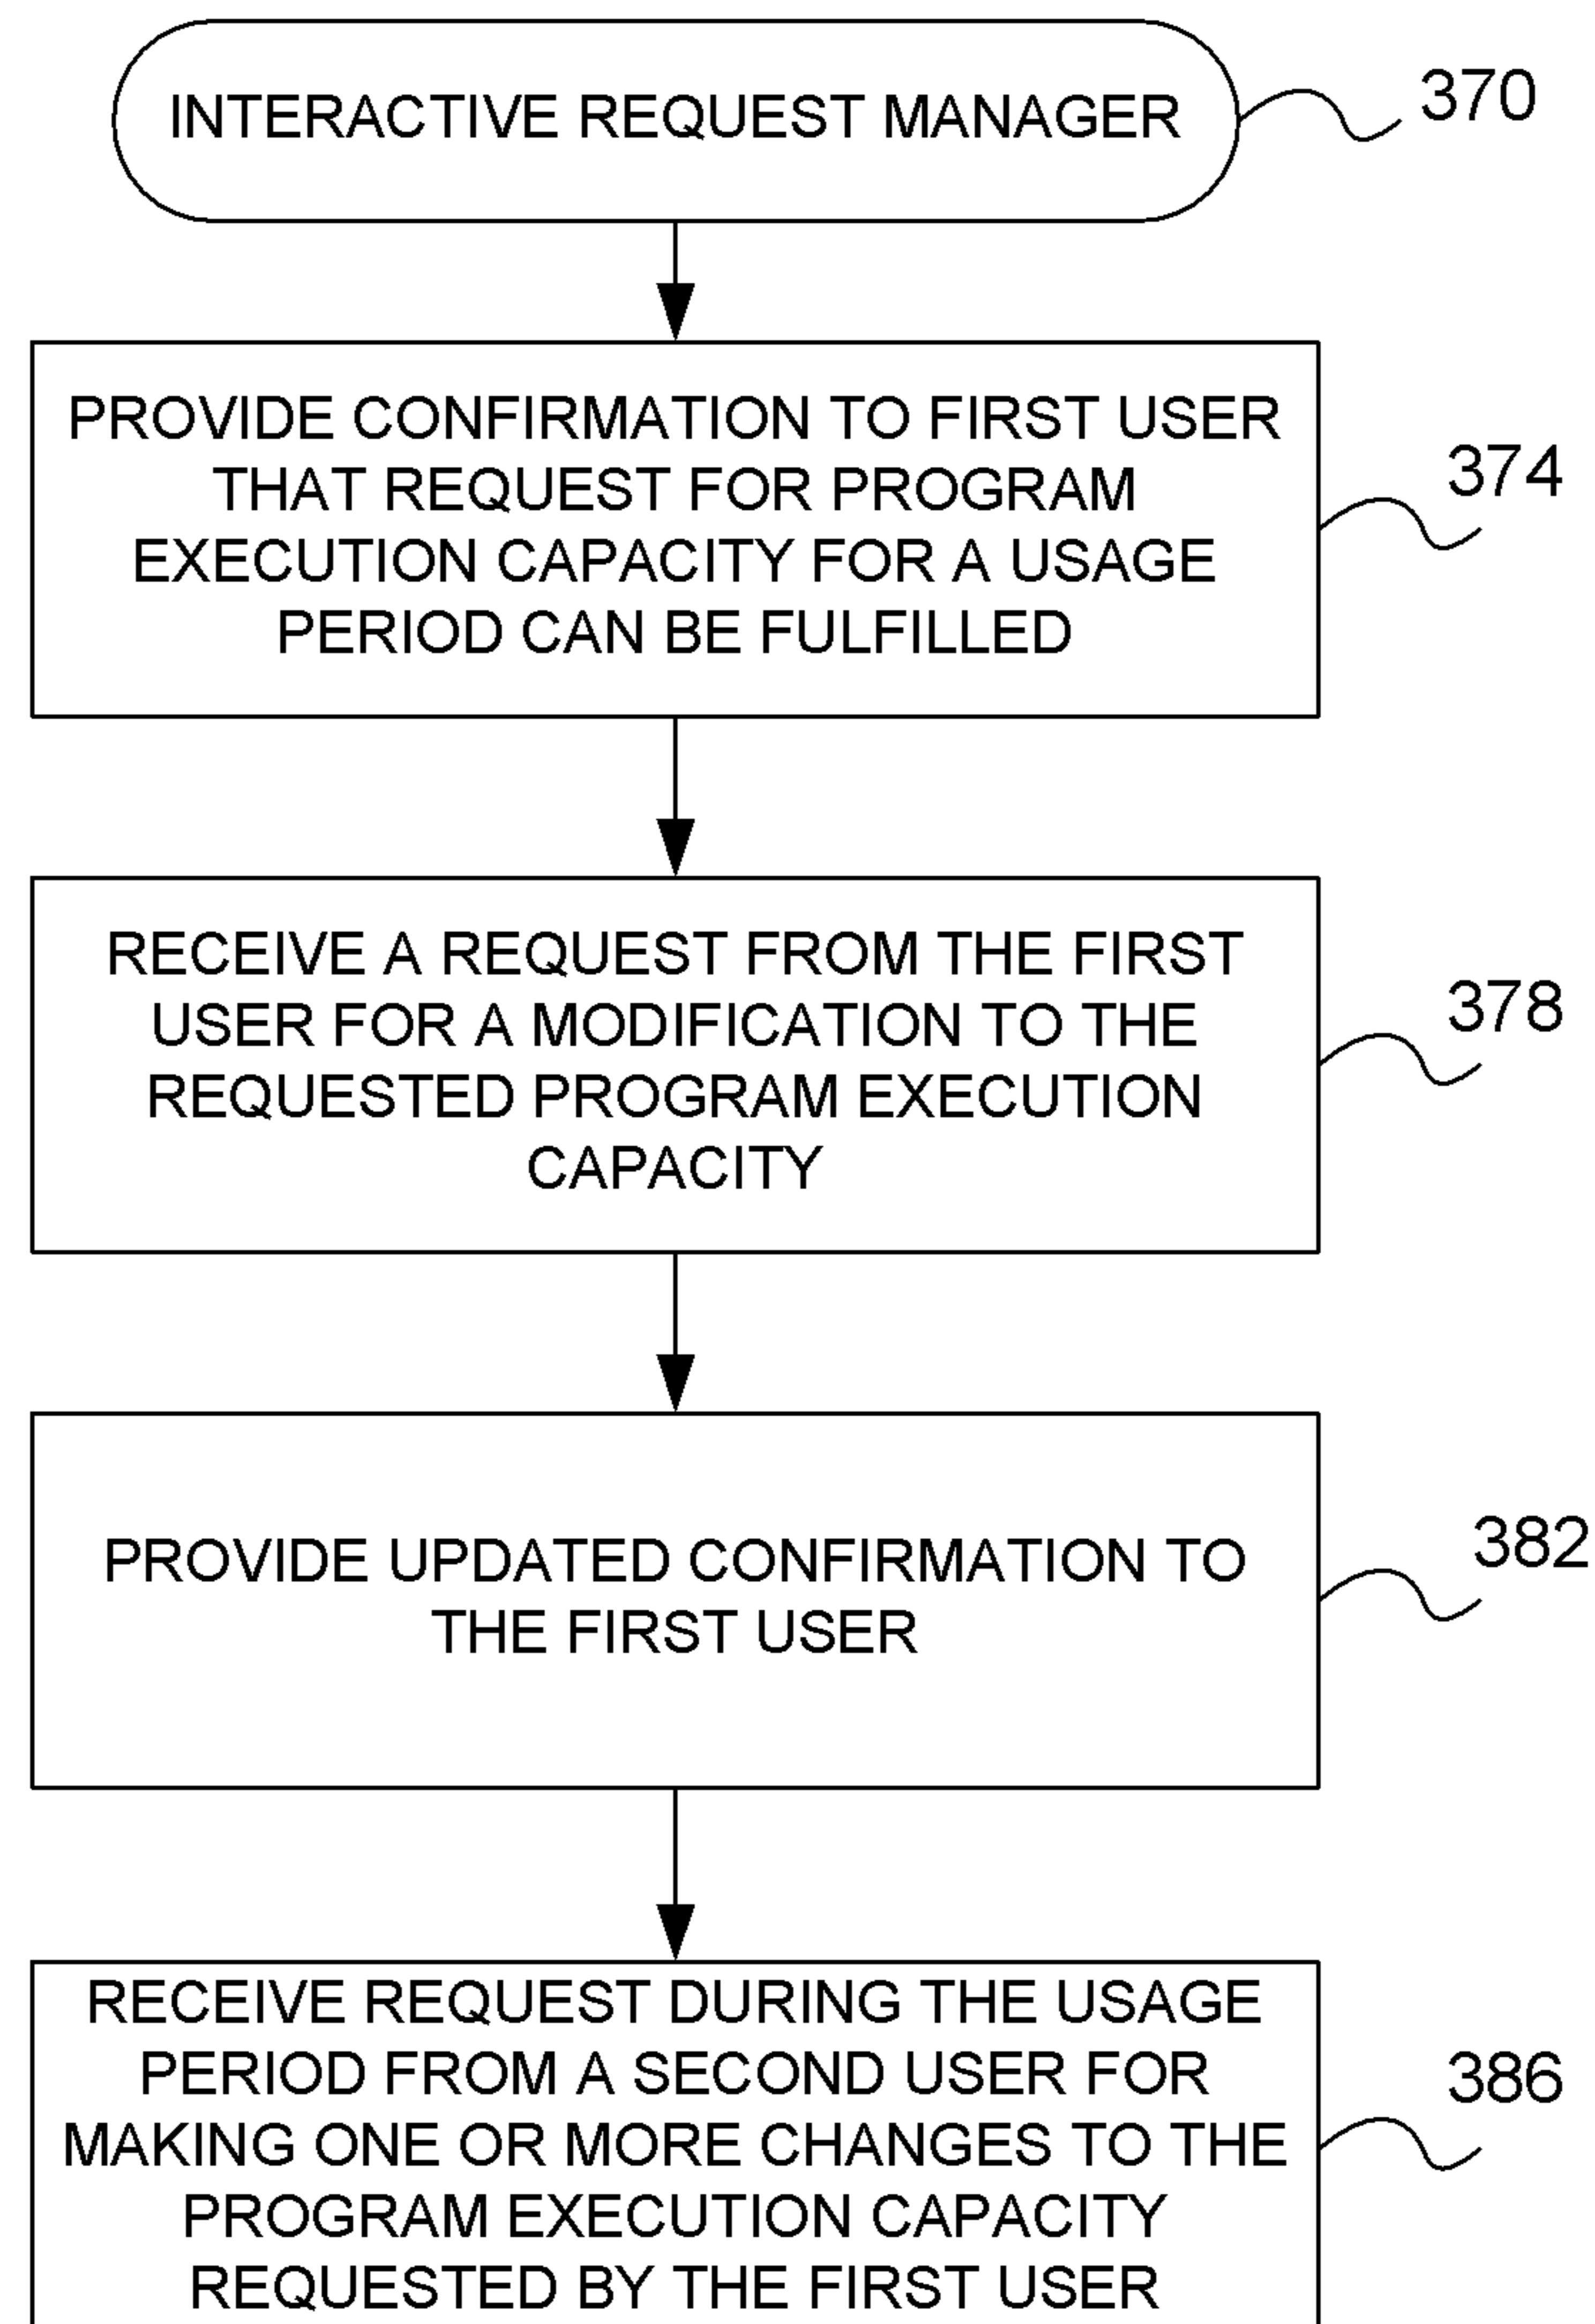 INTERACTIVE REQUEST MANAGER
370
PROVIDE CONFIRMATION TO FIRST USER
THAT REQUEST FOR PROGRAM
EXECUTION CAPACITY FOR A USAGE
PERIOD CAN BE FULFILLED
374
RECEIVE A REQUEST FROM THE FIRST
USER FOR A MODIFICATION TO THE
REQUESTED PROGRAM EXECUTION
CAPACITY
378
PROVIDE UPDATED CONFIRMATION TO
THE FIRST USER
382
RECEIVE REQUEST DURING THE USAGE
PERIOD FROM A SECOND USER FOR
MAKING ONE OR MORE CHANGES TO THE
PROGRAM EXECUTION CAPACITY
REQUESTED BY THE FIRST USER
386